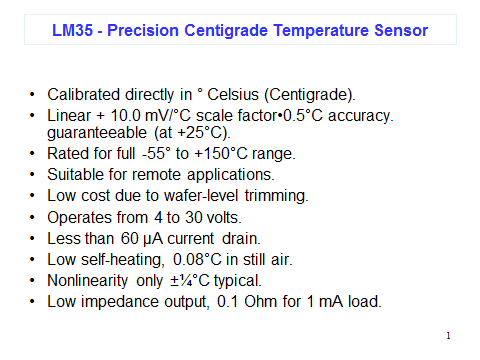 LM35 - Precision Centigrade Temperature Sensor
• Calibrated directly in ° Celsius (Centigrade).
• Linear + 10.0 mV/°C scale factor•0.5°C accuracy.
guaranteeable (at +25°C).
• Rated for full -55° to +150°C range.
• Suitable for remote applications.
• Low cost due to wafer-level trimming.
• Operates from 4 to 30 volts.
• Less than 60 µA current drain.
• Low self-heating, 0.08°C in still air.
• Nonlinearity only ±¼°C typical.
• Low impedance output, 0.1 Ohm for 1 mA load.
1